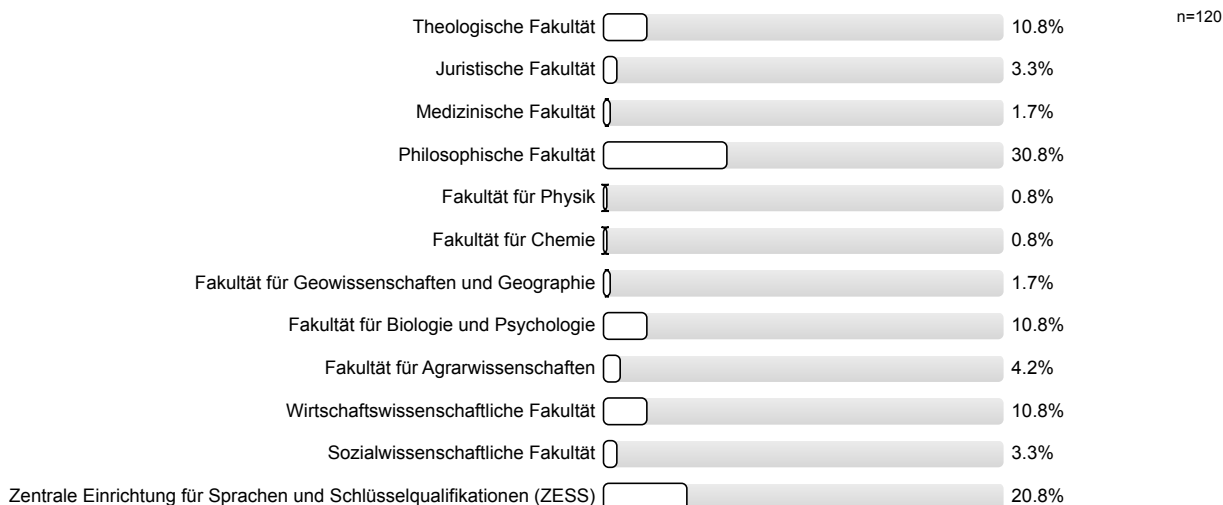 n=120
Theologische Fakultät 10.8%
Juristische Fakultät 3.3%
Medizinische Fakultät 1.7%
Philosophische Fakultät 30.8%
Fakultät für Physik 0.8%
Fakultät für Chemie 0.8%
Fakultät für Geowissenschaften und Geographie 1.7%
Fakultät für Biologie und Psychologie 10.8%
Fakultät für Agrarwissenschaften 4.2%
Wirtschaftswissenschaftliche Fakultät 10.8%
Sozialwissenschaftliche Fakultät 3.3%
Zentrale Einrichtung für Sprachen und Schlüsselqualifikationen (ZESS) 20.8%